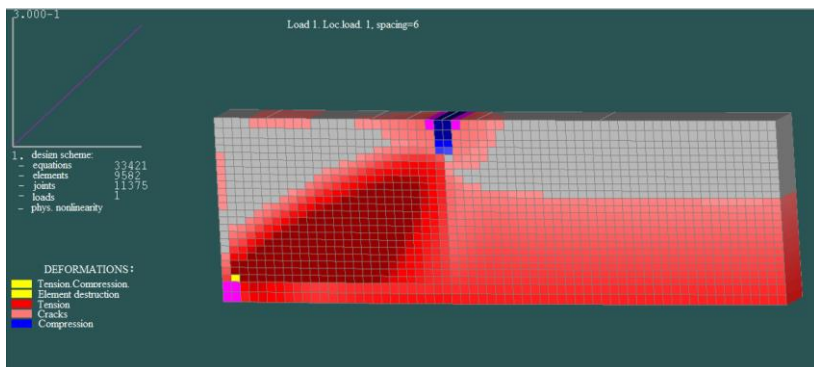 3.000-1
Load 1. Loc.load. 1, spacing=6
1. design scheme:
- equations 33421
- elements 9582
- joints 11375
- loads 1
- phys. nonlinearity
DEFORMATIONS:
Tension.Compression.
Element destruction
Tension
Cracks
Compression